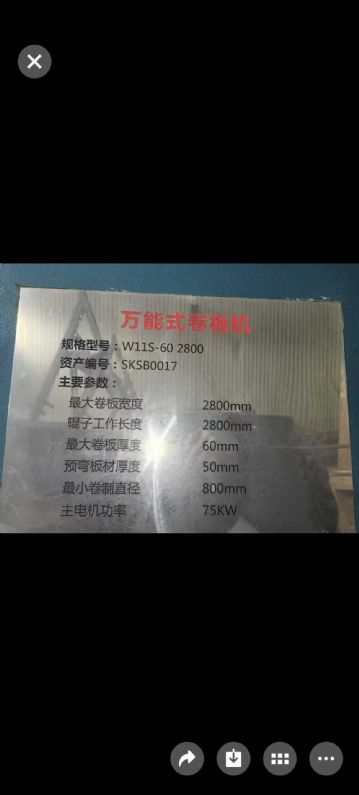 万能式卷板机
规格型号：W11S-60 2800
资产编号：SKSB0017
主要参数：
最大卷板宽度 2800mm
辊子工作长度 2800mm
最大卷板厚度 60mm
预弯板材厚度 50mm
最小卷制直径 800mm
主电机功率 75KW